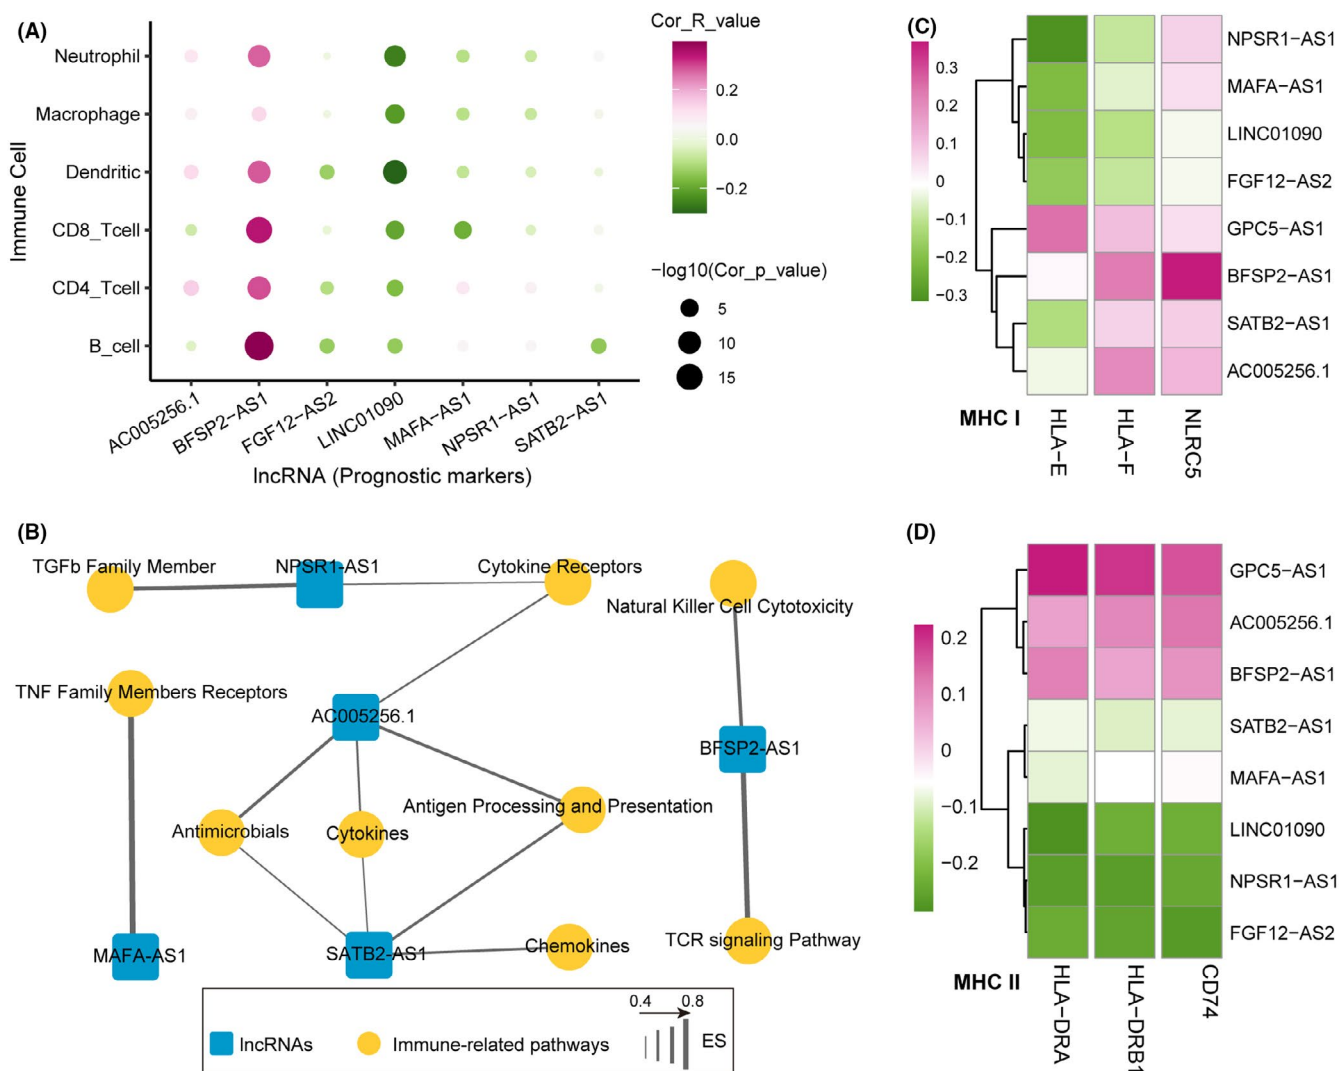 (A)
Immune Cell
Neutrophil
Macrophage
Dendritic
CD8_Tcell
CD4_Tcell
B_cell
AC005256.1
BFSP2−AS1
FGF12−AS2
LINC01090
MAFA−AS1
NPSR1−AS1
SATB2−AS1
lncRNA (Prognostic markers)
Cor_R_value
0.2
0.0
−0.2
−log10(Cor_p_value)
5
10
15
(C)
0.3
0.2
0.1
0
−0.1
−0.2
−0.3
NPSR1−AS1
MAFA−AS1
LINC01090
FGF12−AS2
GPC5−AS1
BFSP2−AS1
SATB2−AS1
AC005256.1
MHC I
HLA−E
HLA−F
NLRC5
(B)
TGFb Family Member
NPSR1-AS1
Cytokine Receptors
Natural Killer Cell Cytotoxicity
TNF Family Members Receptors
AC005256.1
BFSP2-AS1
Antimicrobials
Cytokines
Antigen Processing and Presentation
MAFA-AS1
SATB2-AS1
Chemokines
TCR signaling Pathway
lncRNAs
Immune-related pathways
0.4
0.8
ES
(D)
0.2
0.1
0
−0.1
−0.2
GPC5−AS1
AC005256.1
BFSP2−AS1
SATB2−AS1
MAFA−AS1
LINC01090
NPSR1−AS1
FGF12−AS2
MHC II
HLA−DRA
HLA−DRB1
CD74